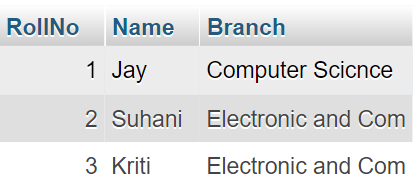 RollNo Name Branch
1 Jay Computer Scicnce
2 Suhani Electronic and Com
3 Kriti Electronic and Com